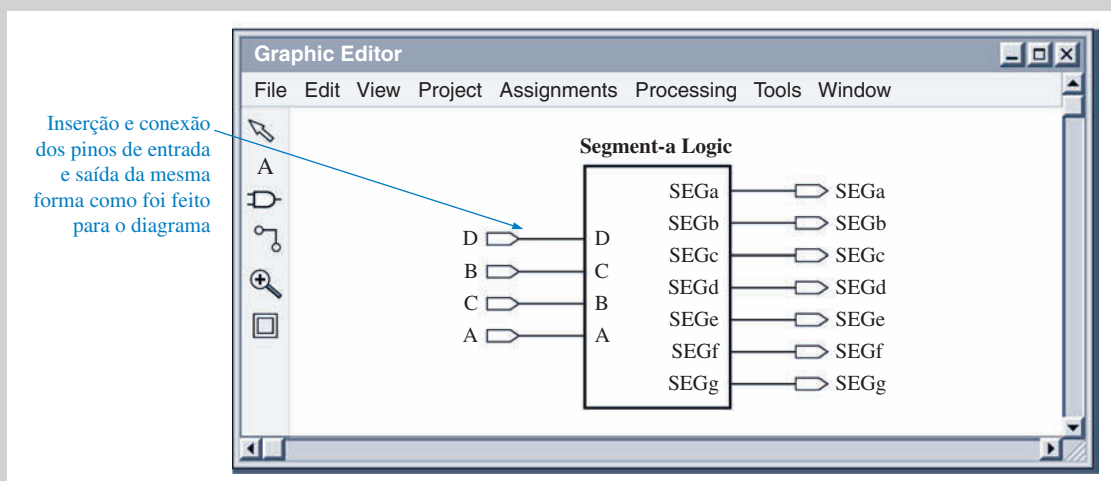 Graphic Editor
File Edit View Project Assignments Processing Tools Window
Inserção e conexão
dos pinos de entrada
e saída da mesma
forma como foi feito
para o diagrama
A
Segment-a Logic
D
B
C
A
D
C
B
A
SEGa
SEGb
SEGc
SEGd
SEGe
SEGf
SEGg
SEGa
SEGb
SEGc
SEGd
SEGe
SEGf
SEGg